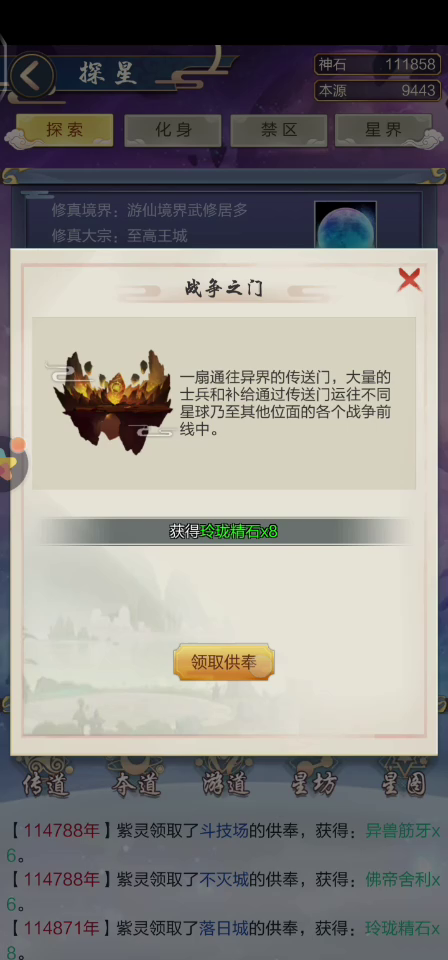 探星
神石 111858
本源 9443
探索 化身 禁区 星界
修真境界：游仙境界武修居多
修真大宗：至高王城
战争之门
一扇通往异界的传送门，大量的
士兵和补给通过传送门运往不同
星球乃至其他位面的各个战争前
线中。
获得玲珑精石x8
领取供奉
传道 夺道 游道 星坊 星图
【114788年】紫灵领取了斗技场的供奉，获得：异兽筋牙x
6。
【114788年】紫灵领取了不灭城的供奉，获得：佛帝舍利x
6。
【114871年】紫灵领取了落日城的供奉，获得：玲珑精石x
8。